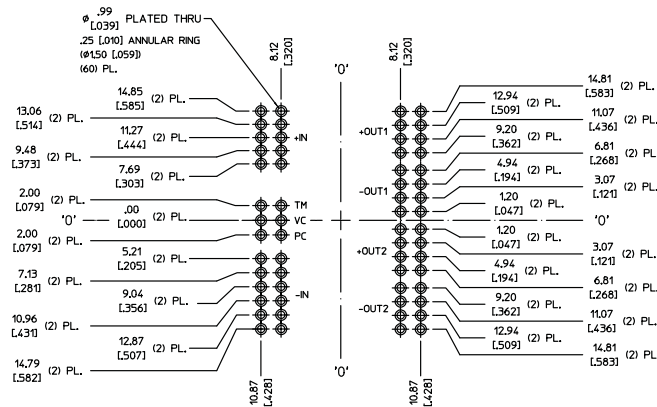 ø .99
[.039] PLATED THRU
.25 [.010] ANNULAR RING
(ø1.50 [.059])
(60) PL.
8.12
[.320]
'0'
8.12
[.320]
14.85
[.585] (2) PL.
13.06
[.514] (2) PL.
11.27
[.444] (2) PL.
9.48
[.373] (2) PL.
7.69
[.303] (2) PL.
2.00
[.079] (2) PL.
'0'
.00
[.000] (2) PL.
2.00
[.079] (2) PL.
5.21
[.205] (2) PL.
7.13
[.281] (2) PL.
9.04
[.356] (2) PL.
10.96
[.431] (2) PL.
12.87
[.507] (2) PL.
14.79
[.582] (2) PL.
+IN
TM
VC
PC
-IN
10.87
[.428]
'0'
10.87
[.428]
+OUT1
-OUT1
+OUT2
-OUT2
14.81
[.583] (2) PL.
12.94
[.509] (2) PL.
11.07
[.436] (2) PL.
9.20
[.362] (2) PL.
6.81
[.268] (2) PL.
4.94
[.194] (2) PL.
3.07
[.121] (2) PL.
1.20
[.047] (2) PL.
'0'
1.20
[.047] (2) PL.
3.07
[.121] (2) PL.
4.94
[.194] (2) PL.
6.81
[.268] (2) PL.
9.20
[.362] (2) PL.
11.07
[.436] (2) PL.
12.94
[.509] (2) PL.
14.81
[.583] (2) PL.